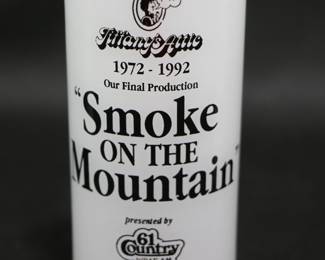 Tiffany's Attic
1972 - 1992
Our Final Production
"Smoke
ON THE
Mountain"
presented by
61
Country